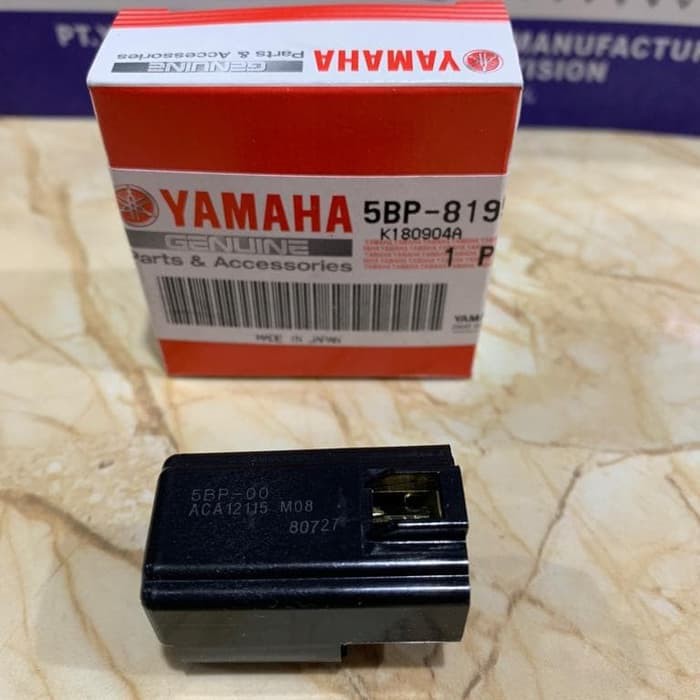 PT.Y
MANUFACTUR
ISION
YAMAHA
Parts & Accessories
GENUINE
YAMAHA
GENUINE
Parts & Accessories
5BP-819
K180904A
1 P
YAMA
MADE IN JAPAN
5BP-00
ACA12115 M08
80727